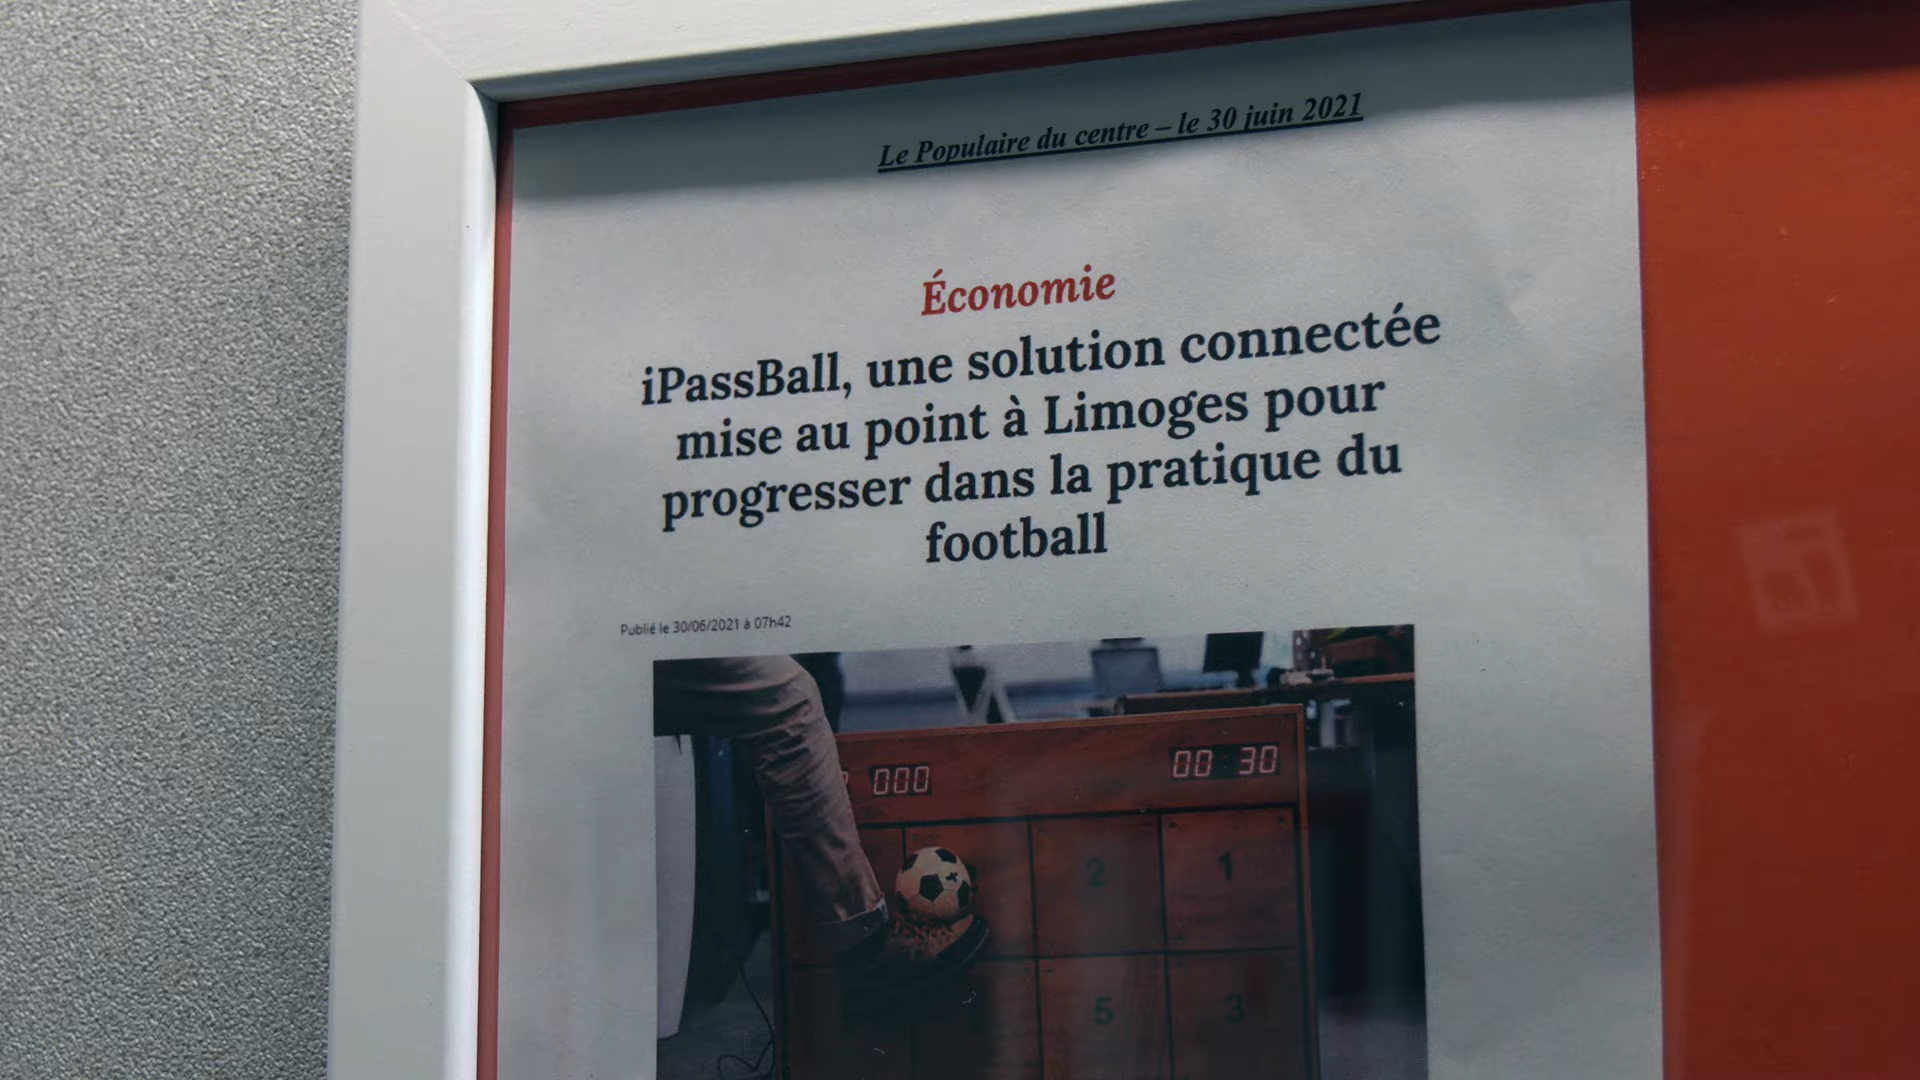 Le Populaire du centre – le 30 juin 2021
Économie
iPassBall, une solution connectée
mise au point à Limoges pour
progresser dans la pratique du
football
Publié le 30/06/2021 à 07h42
000
00 30
2
1
5
3